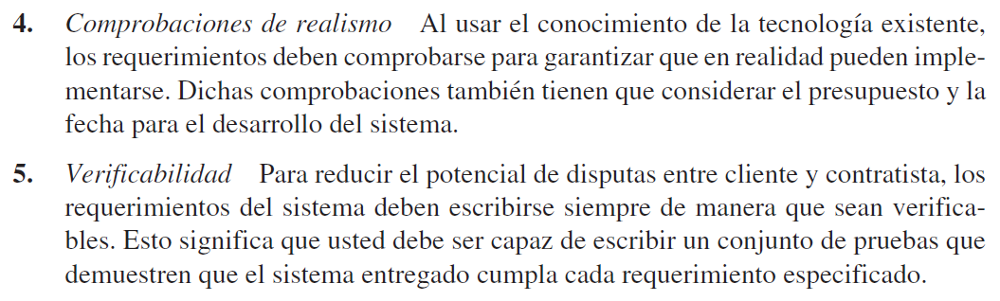 4. Comprobaciones de realismo Al usar el conocimiento de la tecnología existente,
los requerimientos deben comprobarse para garantizar que en realidad pueden imple-
mentarse. Dichas comprobaciones también tienen que considerar el presupuesto y la
fecha para el desarrollo del sistema.
5. Verificabilidad Para reducir el potencial de disputas entre cliente y contratista, los
requerimientos del sistema deben escribirse siempre de manera que sean verifica-
bles. Esto significa que usted debe ser capaz de escribir un conjunto de pruebas que
demuestren que el sistema entregado cumpla cada requerimiento especificado.